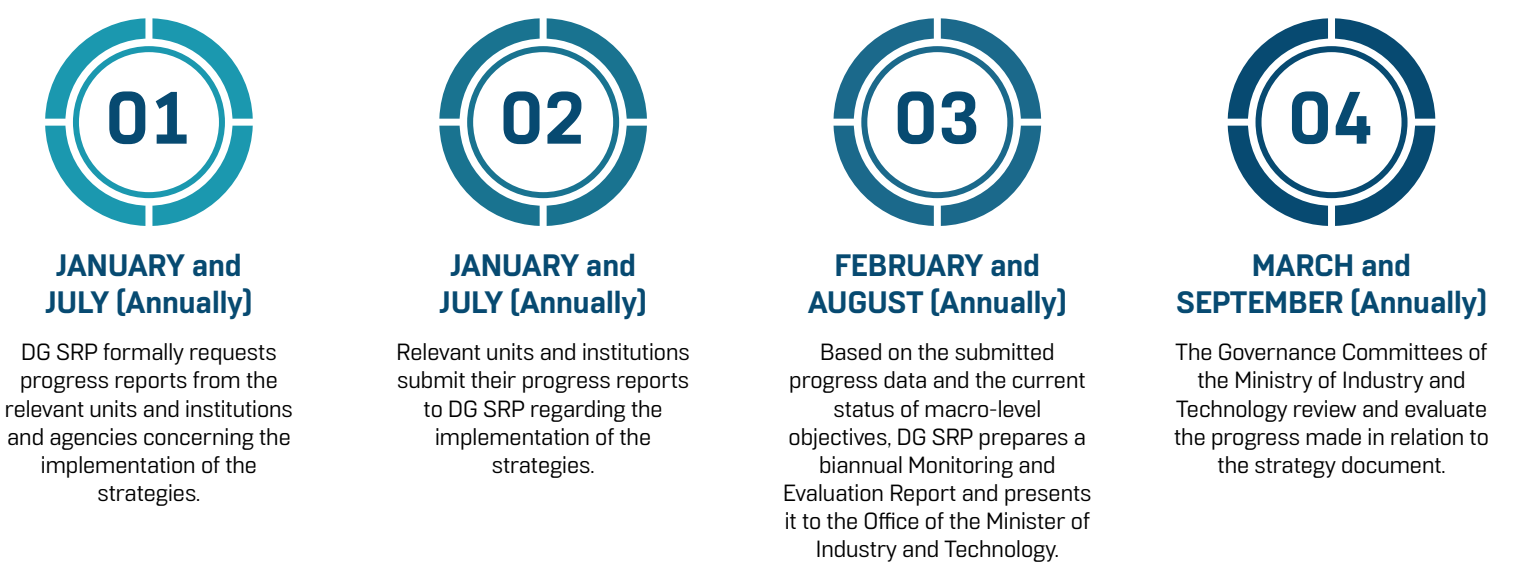 01
JANUARY and
JULY (Annually)
DG SRP formally requests
progress reports from the
relevant units and institutions
and agencies concerning the
implementation of the
strategies.
02
JANUARY and
JULY (Annually)
Relevant units and institutions
submit their progress reports
to DG SRP regarding the
implementation of the
strategies.
03
FEBRUARY and
AUGUST (Annually)
Based on the submitted
progress data and the current
status of macro-level
objectives, DG SRP prepares a
biannual Monitoring and
Evaluation Report and presents
it to the Office of the Minister of
Industry and Technology.
04
MARCH and
SEPTEMBER (Annually)
The Governance Committees of
the Ministry of Industry and
Technology review and evaluate
the progress made in relation to
the strategy document.